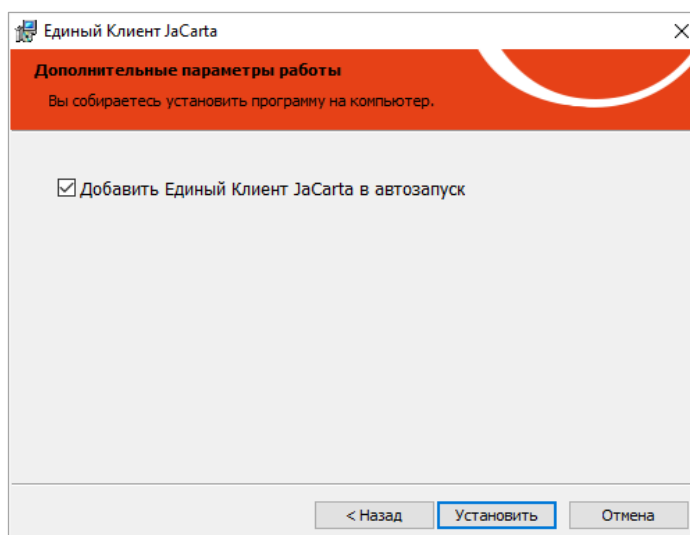 Единый Клиент JaCarta
Дополнительные параметры работы
Вы собираетесь установить программу на компьютер.
Добавить Единый Клиент JaCarta в автозапуск
< Назад
Установить
Отмена